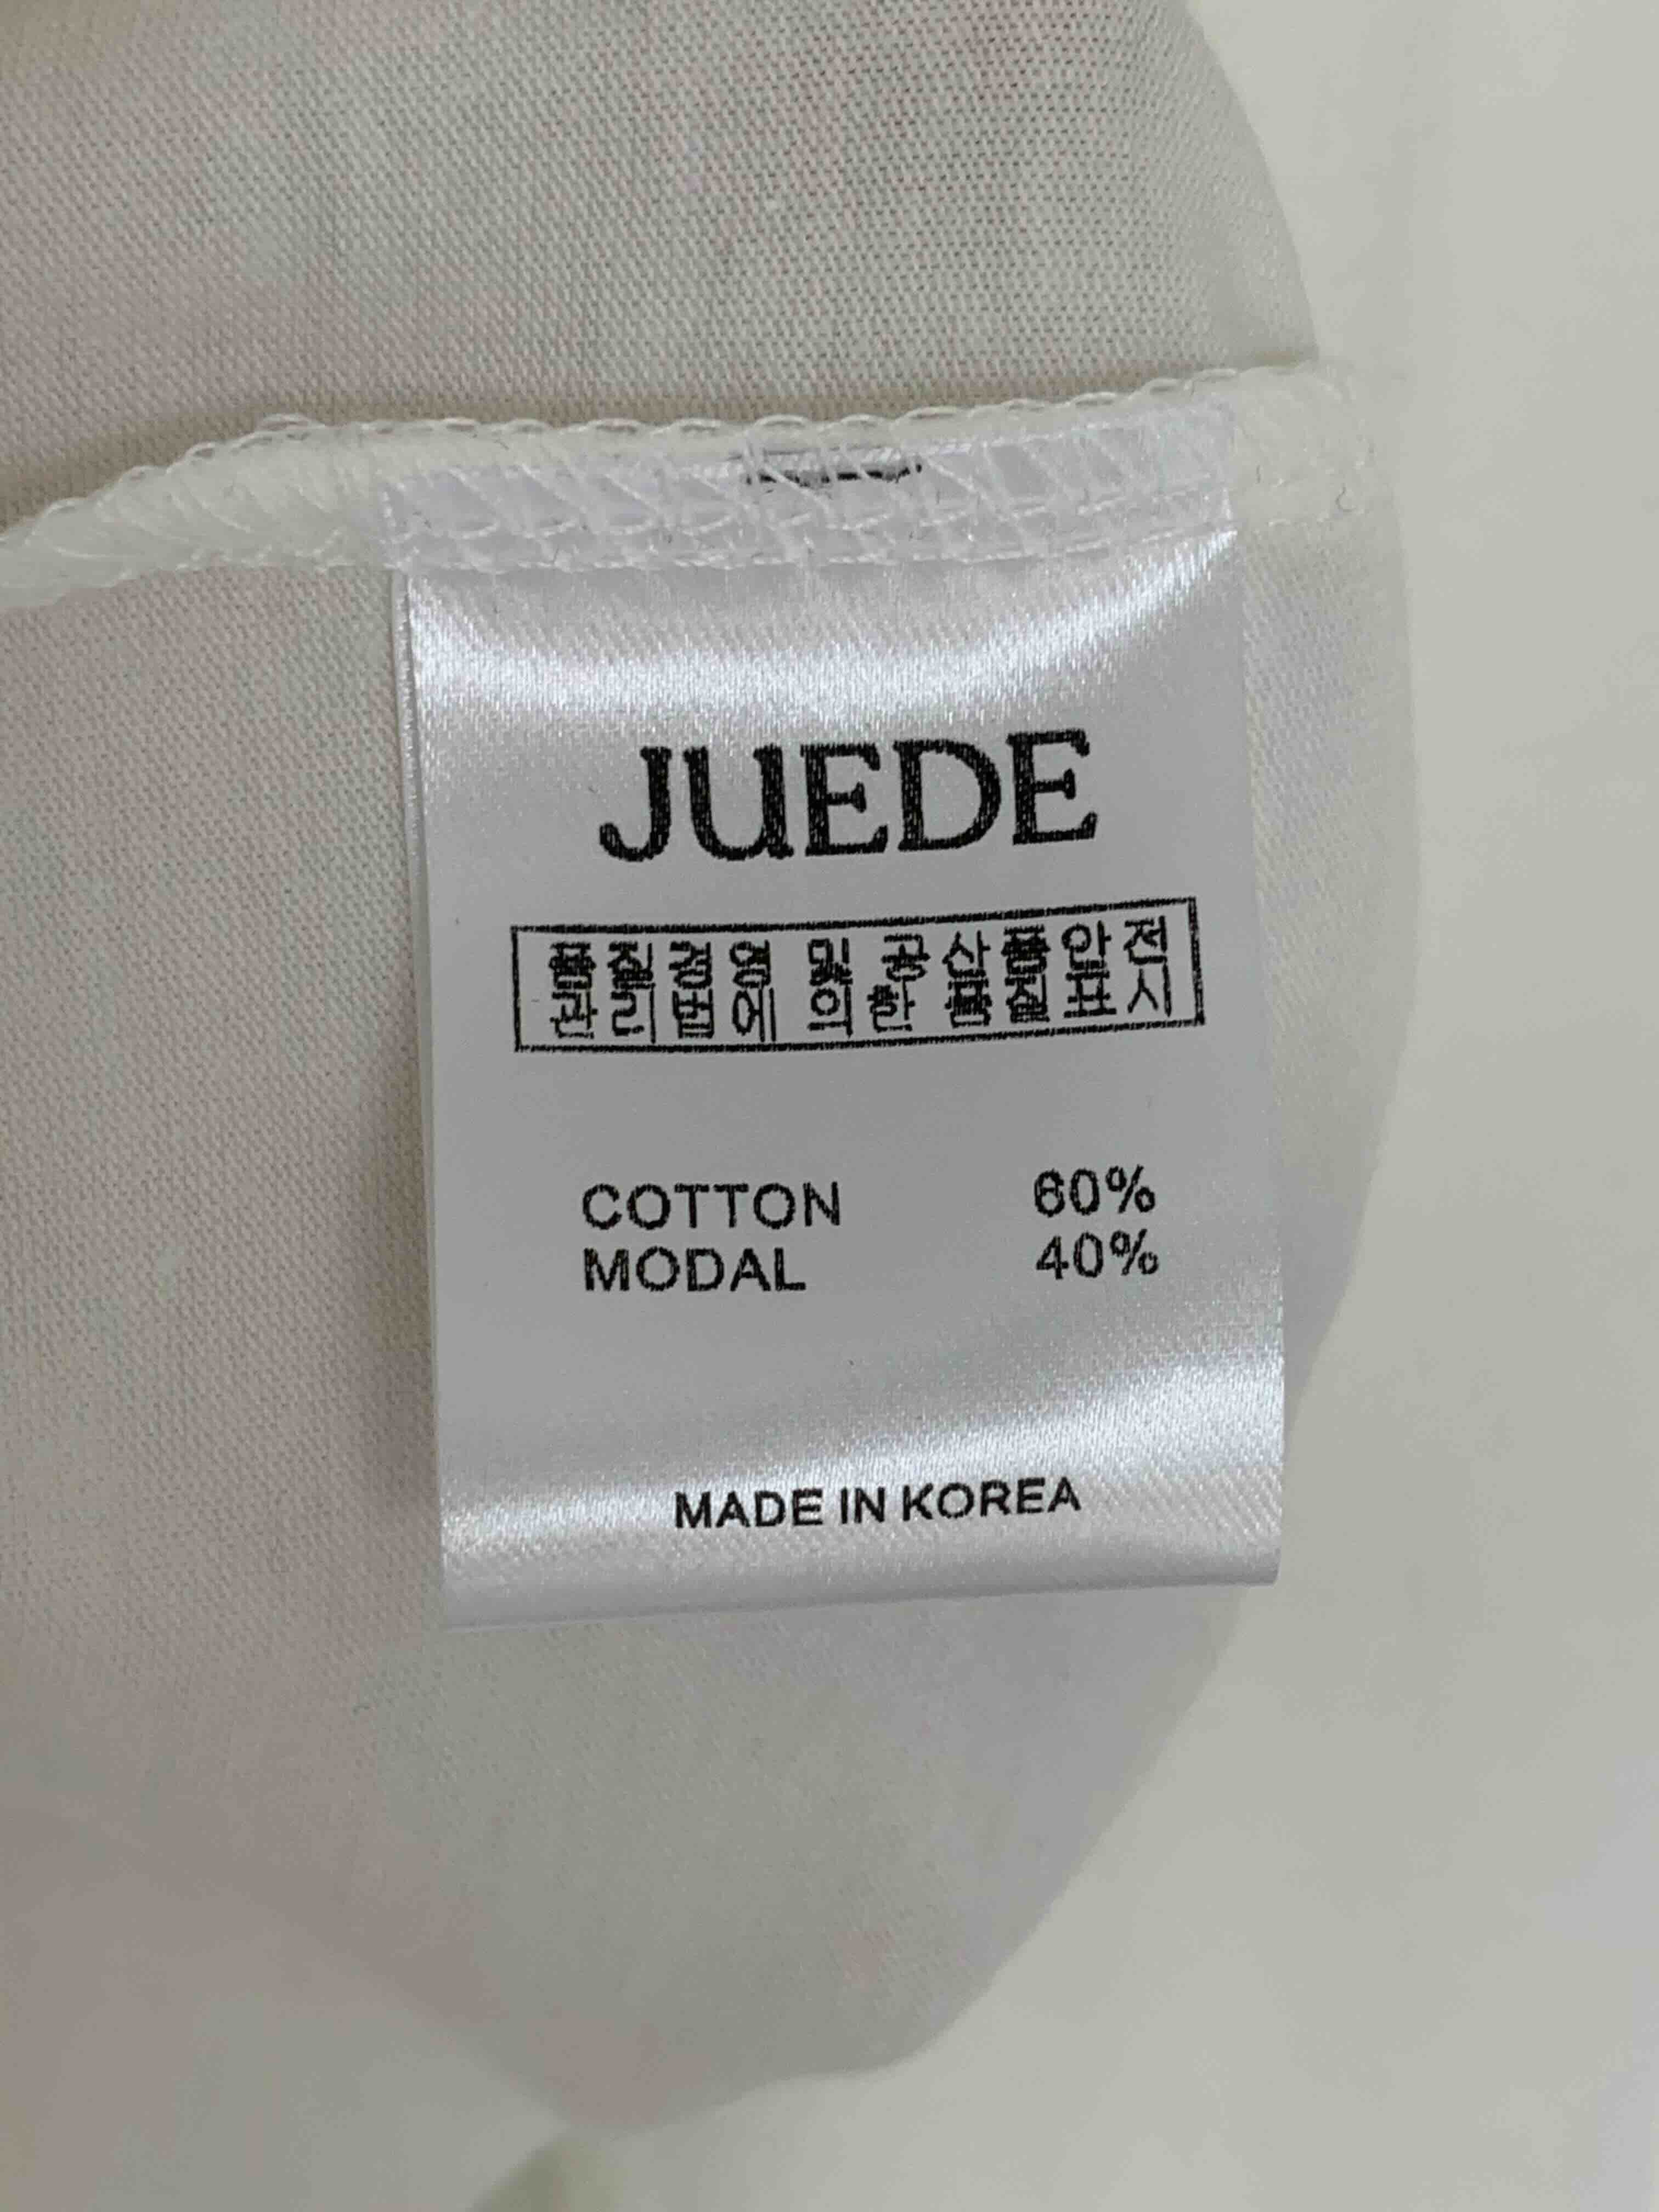 JUEDE
품질경영 및 공산품안전
관리법에 의한 품질표시
COTTON 60%
MODAL 40%
MADE IN KOREA